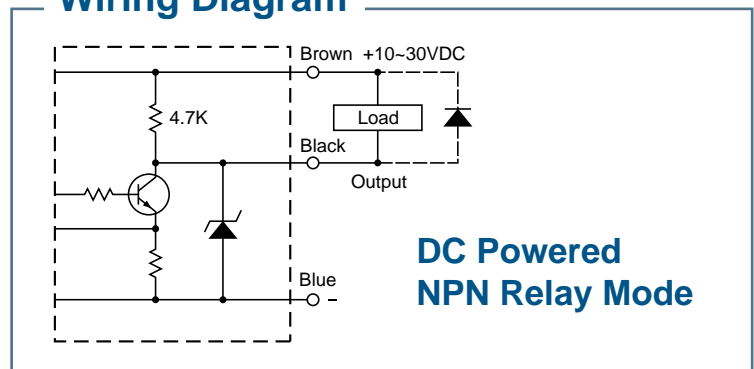 Wiring Diagram
Brown +10~30VDC
4.7K
Load
Black
Output
Blue
–
DC Powered
NPN Relay Mode